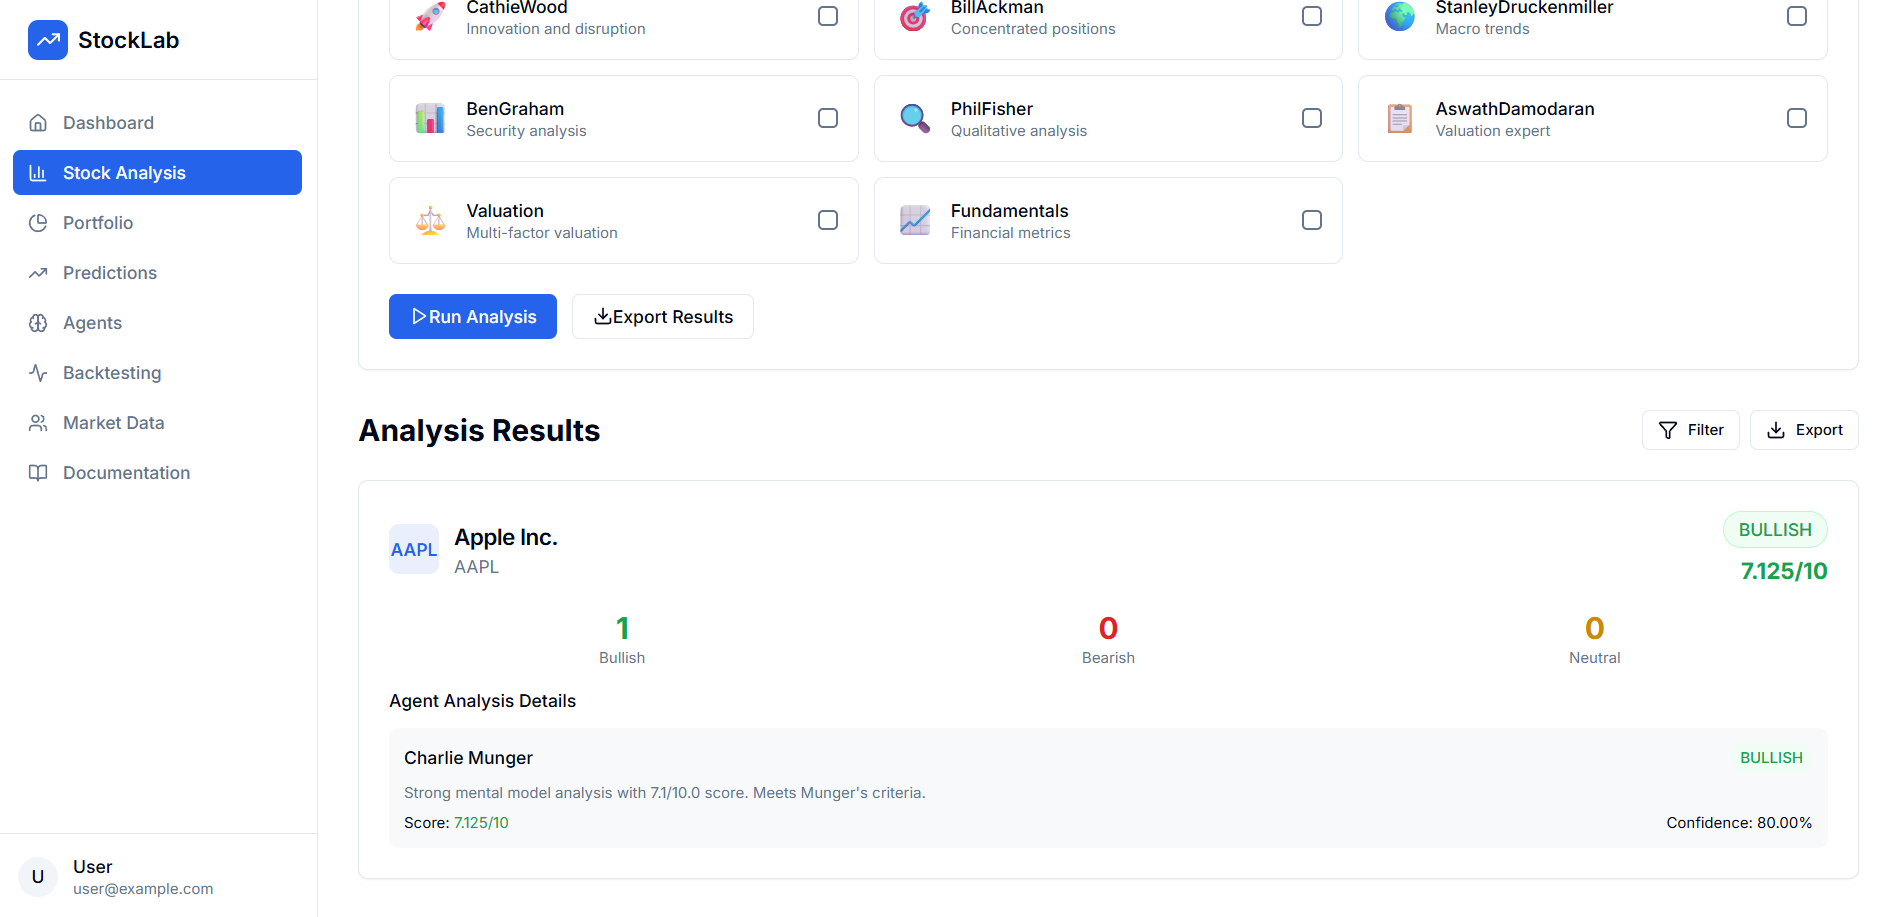 StockLab
Dashboard
Stock Analysis
Portfolio
Predictions
Agents
Backtesting
Market Data
Documentation
U
User
user@example.com
CathieWood
Innovation and disruption
BillAckman
Concentrated positions
StanleyDruckenmiller
Macro trends
BenGraham
Security analysis
PhilFisher
Qualitative analysis
AswathDamodaran
Valuation expert
Valuation
Multi-factor valuation
Fundamentals
Financial metrics
Run Analysis
Export Results
Analysis Results
Filter
Export
AAPL
Apple Inc.
AAPL
BULLISH
7.125/10
1
Bullish
0
Bearish
0
Neutral
Agent Analysis Details
Charlie Munger
BULLISH
Strong mental model analysis with 7.1/10.0 score. Meets Munger's criteria.
Score: 7.125/10
Confidence: 80.00%